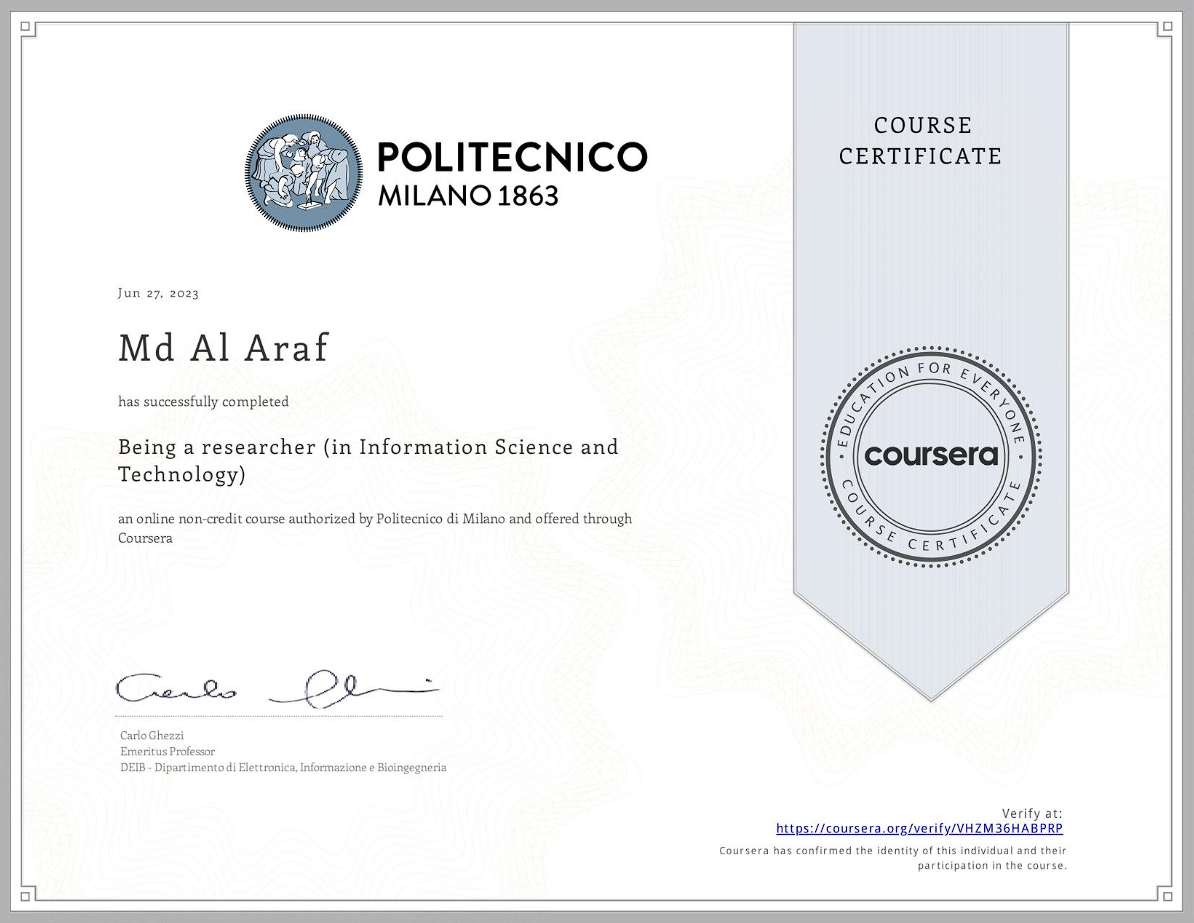 POLITECNICO
MILANO 1863
COURSE
CERTIFICATE
Jun 27, 2023
Md Al Araf
has successfully completed
Being a researcher (in Information Science and
Technology)
an online non-credit course authorized by Politecnico di Milano and offered through
Coursera
EDUCATION FOR EVERYONE
coursera
COURSE CERTIFICATE
Carlo Ghezzi
Emeritus Professor
DEIB - Dipartimento di Elettronica, Informazione e Bioingegneria
Verify at:
https://coursera.org/verify/VHZM36HABPRP
Coursera has confirmed the identity of this individual and their
participation in the course.